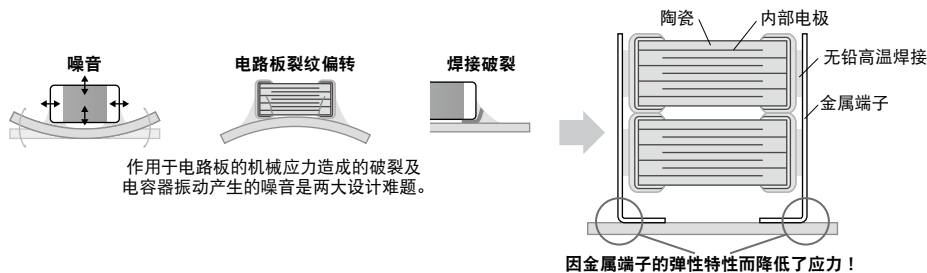 噪音
电路板裂纹偏转
焊接破裂
作用于电路板的机械应力造成的破裂及
电容器振动产生的噪音是两大设计难题。
陶瓷
内部电极
无铅高温焊接
金属端子
因金属端子的弹性特性而降低了应力！